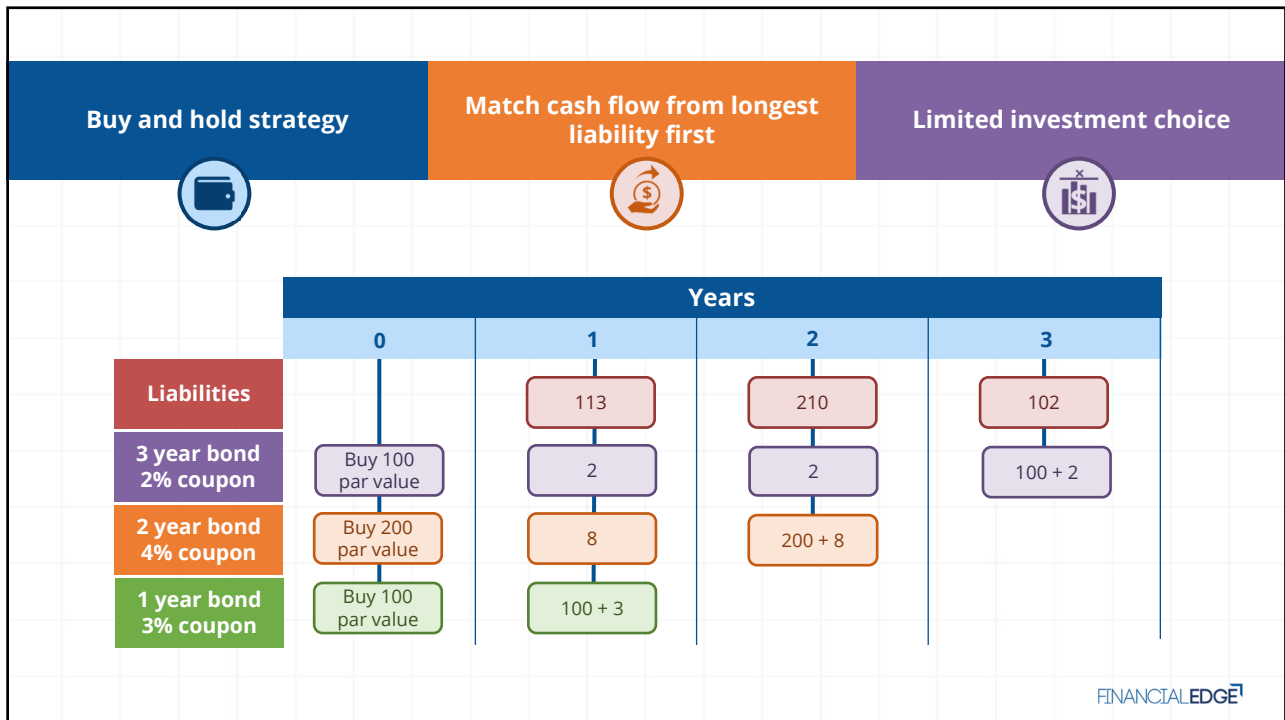 Buy and hold strategy
Match cash flow from longest
liability first
Limited investment choice
Years
0 1 2 3
Liabilities 113 210 102
3 year bond
2% coupon
Buy 100
par value
2 2 100 + 2
2 year bond
4% coupon
Buy 200
par value
8 200 + 8
1 year bond
3% coupon
Buy 100
par value
100 + 3
FINANCIALEDGE